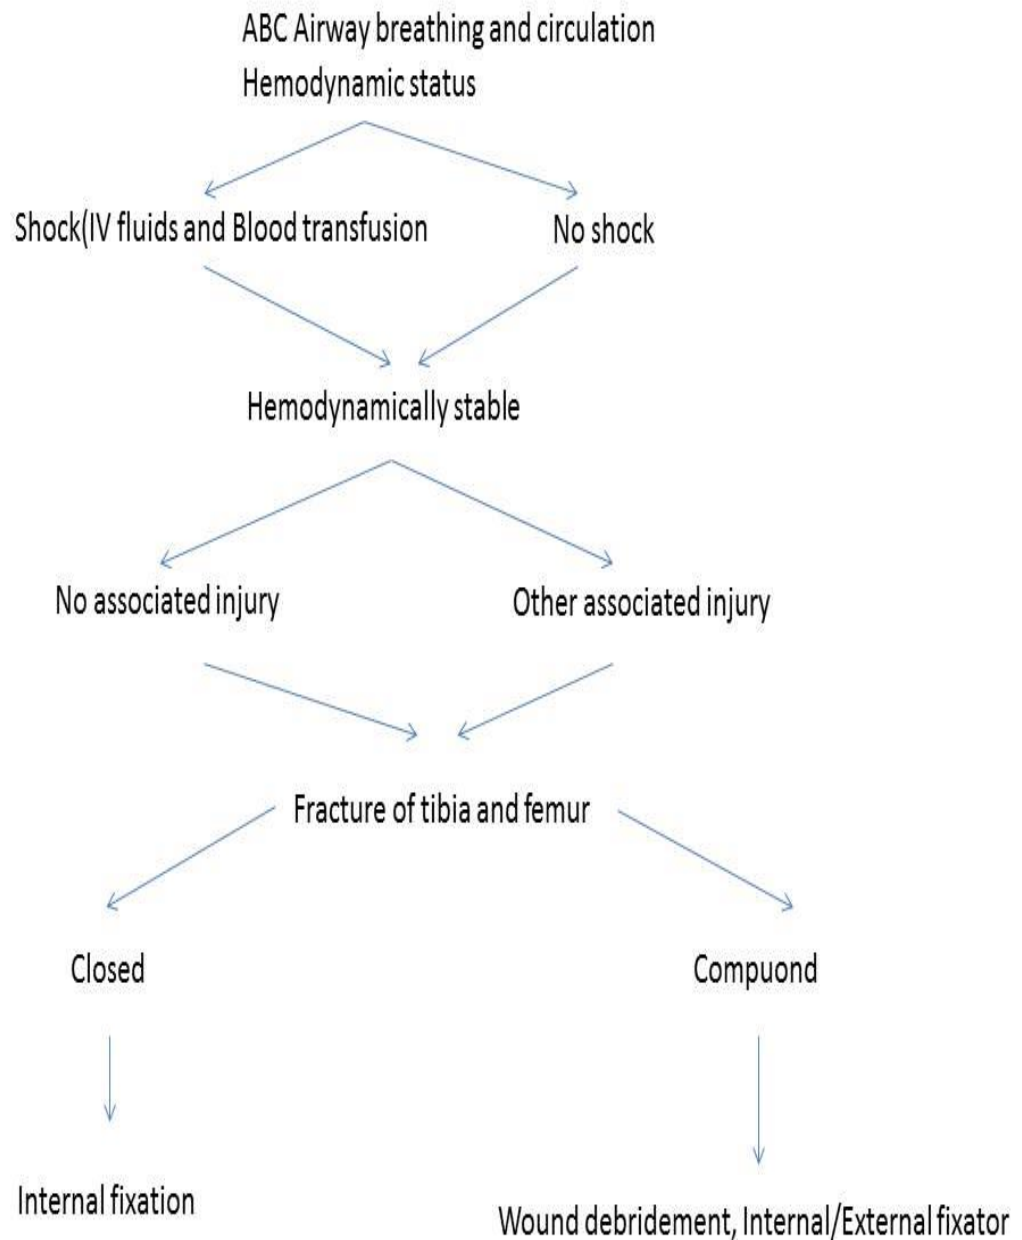 ABC Airway breathing and circulation
Hemodynamic status
Shock(IV fluids and Blood transfusion
No shock
Hemodynamically stable
No associated injury
Other associated injury
Fracture of tibia and femur
Closed
Compuond
Internal fixation
Wound debridement, Internal/External fixator